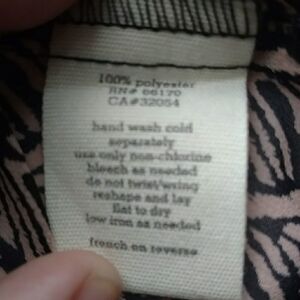 100% polyester
RN# 66170
CA#32054
hand wash cold
separately
use only non-chlorine
bleach as needed
do not twist/wring
reshape and lay
flat to dry
low iron as needed
french on reverse